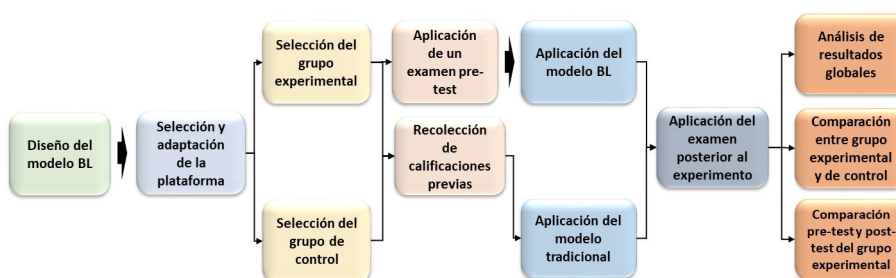 Diseño del
modelo BL
Selección y
adaptación
de la
plataforma
Selección del
grupo
experimental
Selección del
grupo de
control
Aplicación
de un
examen pre-
test
Recolección
de
calificaciones
previas
Aplicación del
modelo BL
Aplicación del
modelo
tradicional
Aplicación del
examen
posterior al
experimento
Análisis de
resultados
globales
Comparación
entre grupo
experimental
y de control
Comparación
pre-test y post-
test del grupo
experimental